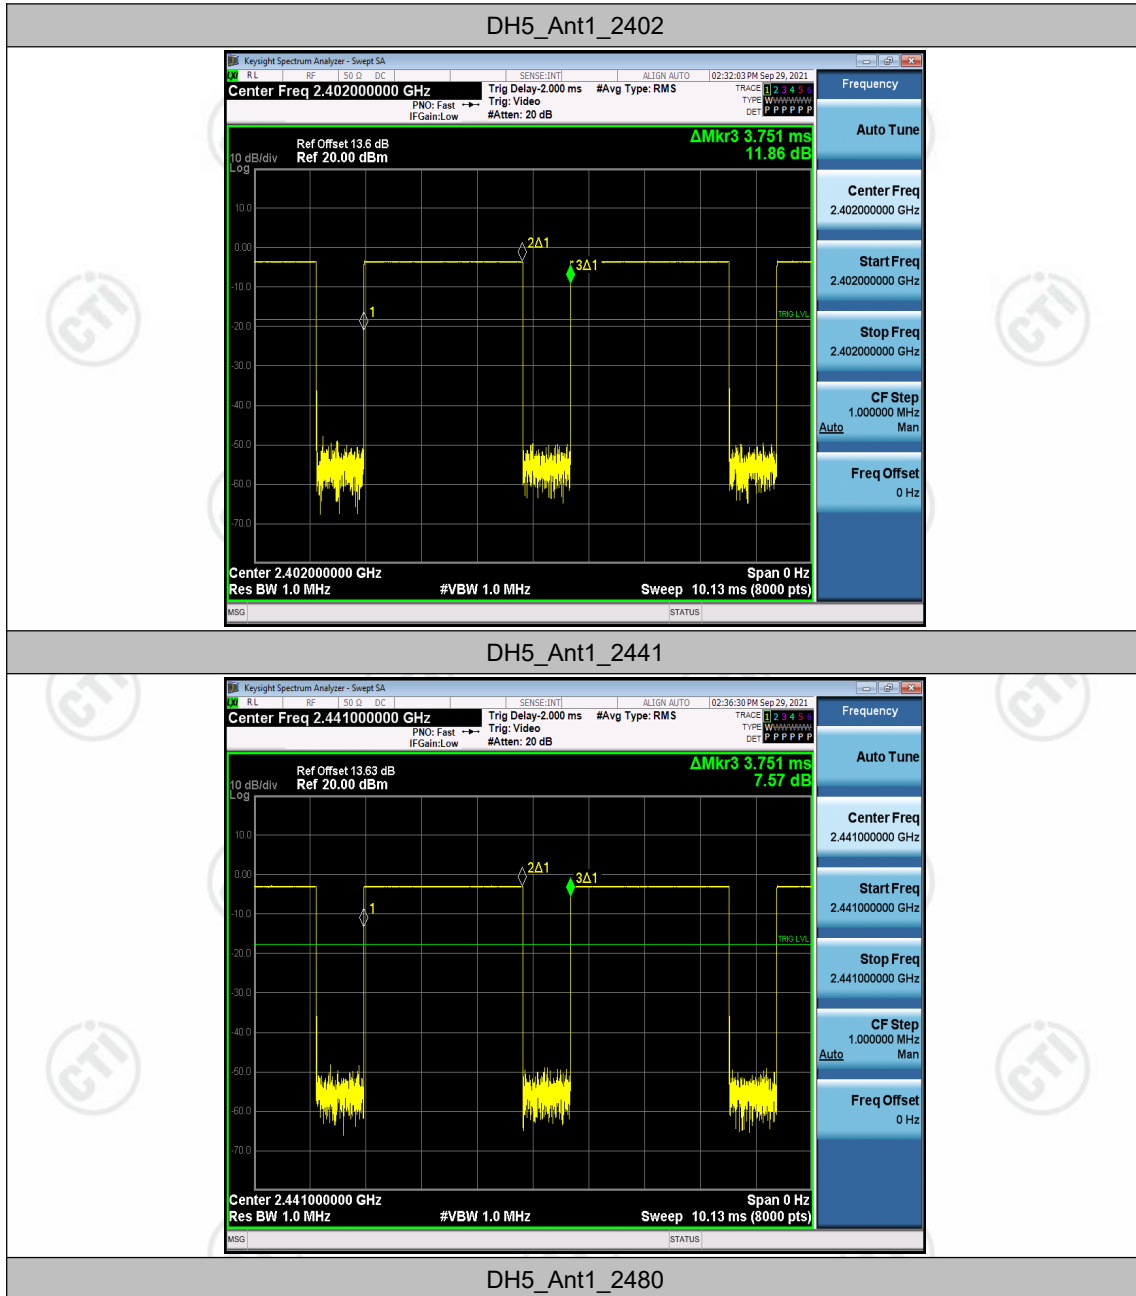 DH5_Ant1_2402
Keysight Spectrum Analyzer - Swept SA
LXI RL RF 50 Ω DC SENSE:INT ALIGN AUTO 02:32:03 PM Sep 29, 2021
Center Freq 2.402000000 GHz
PNO: Fast
IFGain:Low
Trig Delay-2.000 ms
Trig: Video
#Atten: 20 dB
#Avg Type: RMS
TRACE 1 2 3 4 5 6
TYPE WWWWWW
DET P P P P P P
Frequency
Auto Tune
Center Freq
2.402000000 GHz
Start Freq
2.402000000 GHz
Stop Freq
2.402000000 GHz
CF Step
1.000000 MHz
Auto Man
Freq Offset
0 Hz
ΔMkr3 3.751 ms
11.86 dB
Ref Offset 13.6 dB
10 dB/div Ref 20.00 dBm
Log
10.0
0.00
-10.0
-20.0
-30.0
-40.0
-50.0
-60.0
-70.0
1
2Δ1
3Δ1
TRIG LVL
Center 2.402000000 GHz Span 0 Hz
Res BW 1.0 MHz #VBW 1.0 MHz Sweep 10.13 ms (8000 pts)
MSG STATUS
DH5_Ant1_2441
Keysight Spectrum Analyzer - Swept SA
LXI RL RF 50 Ω DC SENSE:INT ALIGN AUTO 02:36:30 PM Sep 29, 2021
Center Freq 2.441000000 GHz
PNO: Fast
IFGain:Low
Trig Delay-2.000 ms
Trig: Video
#Atten: 20 dB
#Avg Type: RMS
TRACE 1 2 3 4 5 6
TYPE WWWWWW
DET P P P P P P
Frequency
Auto Tune
Center Freq
2.441000000 GHz
Start Freq
2.441000000 GHz
Stop Freq
2.441000000 GHz
CF Step
1.000000 MHz
Auto Man
Freq Offset
0 Hz
ΔMkr3 3.751 ms
7.57 dB
Ref Offset 13.63 dB
10 dB/div Ref 20.00 dBm
Log
10.0
0.00
-10.0
-20.0
-30.0
-40.0
-50.0
-60.0
-70.0
1
2Δ1
3Δ1
TRIG LVL
Center 2.441000000 GHz Span 0 Hz
Res BW 1.0 MHz #VBW 1.0 MHz Sweep 10.13 ms (8000 pts)
MSG STATUS
DH5_Ant1_2480
CTI
CTI
CTI
CTI
CTI
CTI